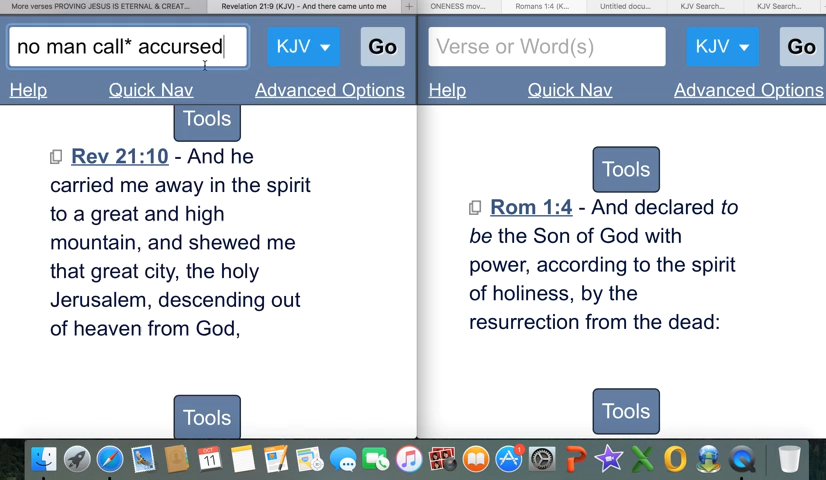 More verses PROVING JESUS IS ETERNAL & CREAT...
Revelation 21:9 (KJV) - And there came unto me
+
ONENESS mov...
Romans 1:4 (K...
Untitled docu...
KJV Search...
KJV Search...
no man call* accursed
KJV
Go
Help
Quick Nav
Advanced Options
Tools
Rev 21:10 - And he
carried me away in the spirit
to a great and high
mountain, and shewed me
that great city, the holy
Jerusalem, descending out
of heaven from God,
Tools
Verse or Word(s)
KJV
Go
Help
Quick Nav
Advanced Options
Tools
Rom 1:4 - And declared to
be the Son of God with
power, according to the spirit
of holiness, by the
resurrection from the dead:
Tools
OCT
11
1